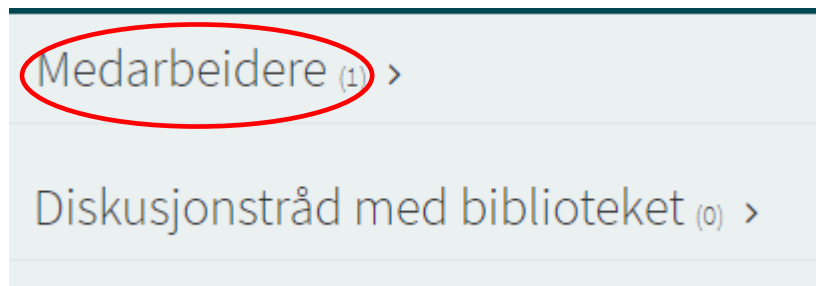 Medarbeidere (1) >
Diskusjonstråd med biblioteket (0) >